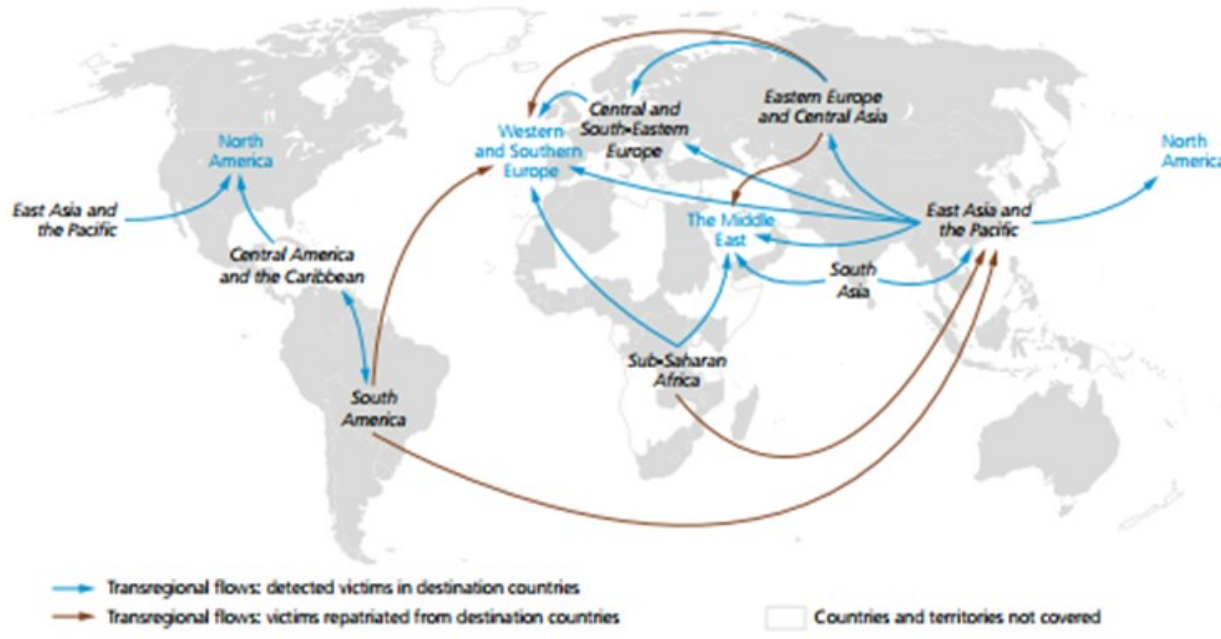 North
America
East Asia and
the Pacific
Central America
and the Caribbean
South
America
Western
and Southern
Europe
Central and
South-Eastern
Europe
Eastern Europe
and Central Asia
The Middle
East
South
Asia
Sub-Saharan
Africa
East Asia and
the Pacific
North
America
Transregional flows: detected victims in destination countries
Transregional flows: victims repatriated from destination countries
Countries and territories not covered